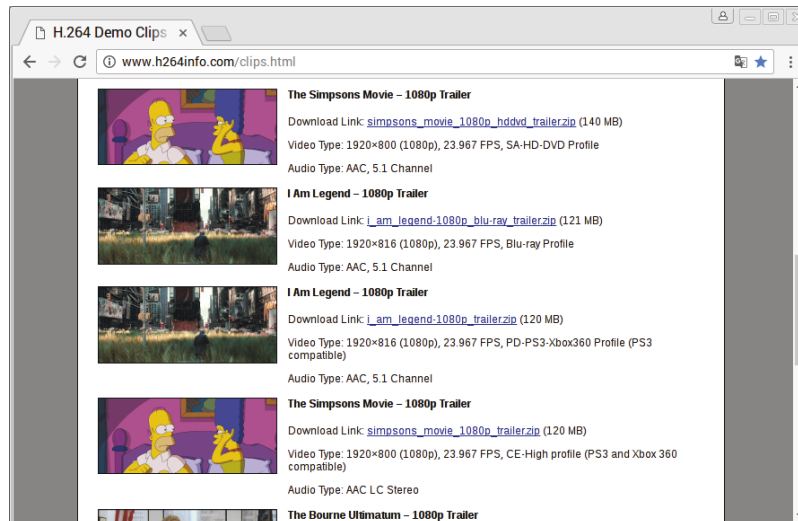 H.264 Demo Clips
www.h264info.com/clips.html
The Simpsons Movie – 1080p Trailer
Download Link: simpsons_movie_1080p_hddvd_trailer.zip (140 MB)
Video Type: 1920×800 (1080p), 23.967 FPS, SA-HD-DVD Profile
Audio Type: AAC, 5.1 Channel
I Am Legend – 1080p Trailer
Download Link: i_am_legend-1080p_blu-ray_trailer.zip (121 MB)
Video Type: 1920×816 (1080p), 23.967 FPS, Blu-ray Profile
Audio Type: AAC, 5.1 Channel
I Am Legend – 1080p Trailer
Download Link: i_am_legend-1080p_trailer.zip (120 MB)
Video Type: 1920×816 (1080p), 23.967 FPS, PD-PS3-Xbox360 Profile (PS3
compatible)
Audio Type: AAC, 5.1 Channel
The Simpsons Movie – 1080p Trailer
Download Link: simpsons_movie_1080p_trailer.zip (120 MB)
Video Type: 1920×800 (1080p), 23.967 FPS, CE-High profile (PS3 and Xbox 360
compatible)
Audio Type: AAC LC Stereo
The Bourne Ultimatum – 1080p Trailer